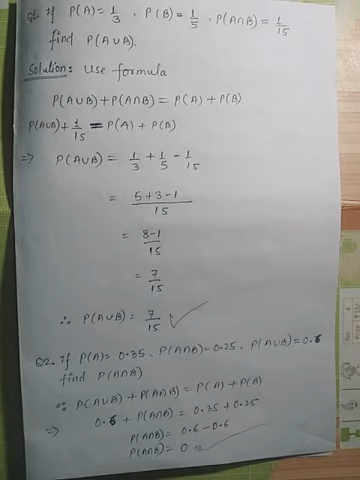 Q1. If P(A) = 1/3, P(B) = 1/5, P(A∩B) = 1/15
find P(A∪B).
Solution: Use formula
P(A∪B) + P(A∩B) = P(A) + P(B)
P(A∪B) + 1/15 = P(A) + P(B)
⇒ P(A∪B) = 1/3 + 1/5 - 1/15
= 5+3-1/15
= 8-1/15
= 7/15
∴ P(A∪B) = 7/15 ✓
Q2. If P(A) = 0.35, P(A∩B) = 0.25, P(A∪B) = 0.6
find P(A∩B)
∵ P(A∪B) + P(A∩B) = P(A) + P(B)
⇒ 0.6 + P(A∩B) = 0.35 + 0.25
P(A∩B) = 0.6 - 0.6
P(A∩B) = 0 ✓